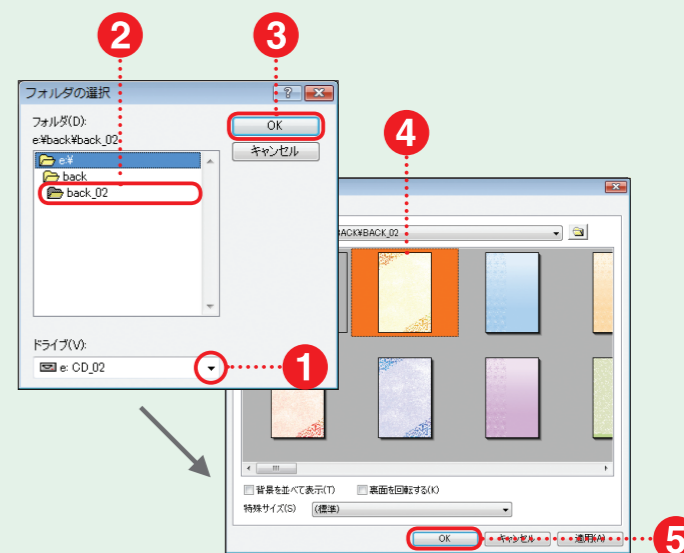 2
3
フォルダの選択
フォルダ(D):
e:¥back¥back_02
OK
キャンセル
e:¥
back
back_02
4
ドライブ(V):
e: CD_02
1
BACK¥BACK_02
背景を並べて表示(T)
裏面を回転する(K)
特殊サイズ(S)
(標準)
OK
キャンセル
適用(A)
5